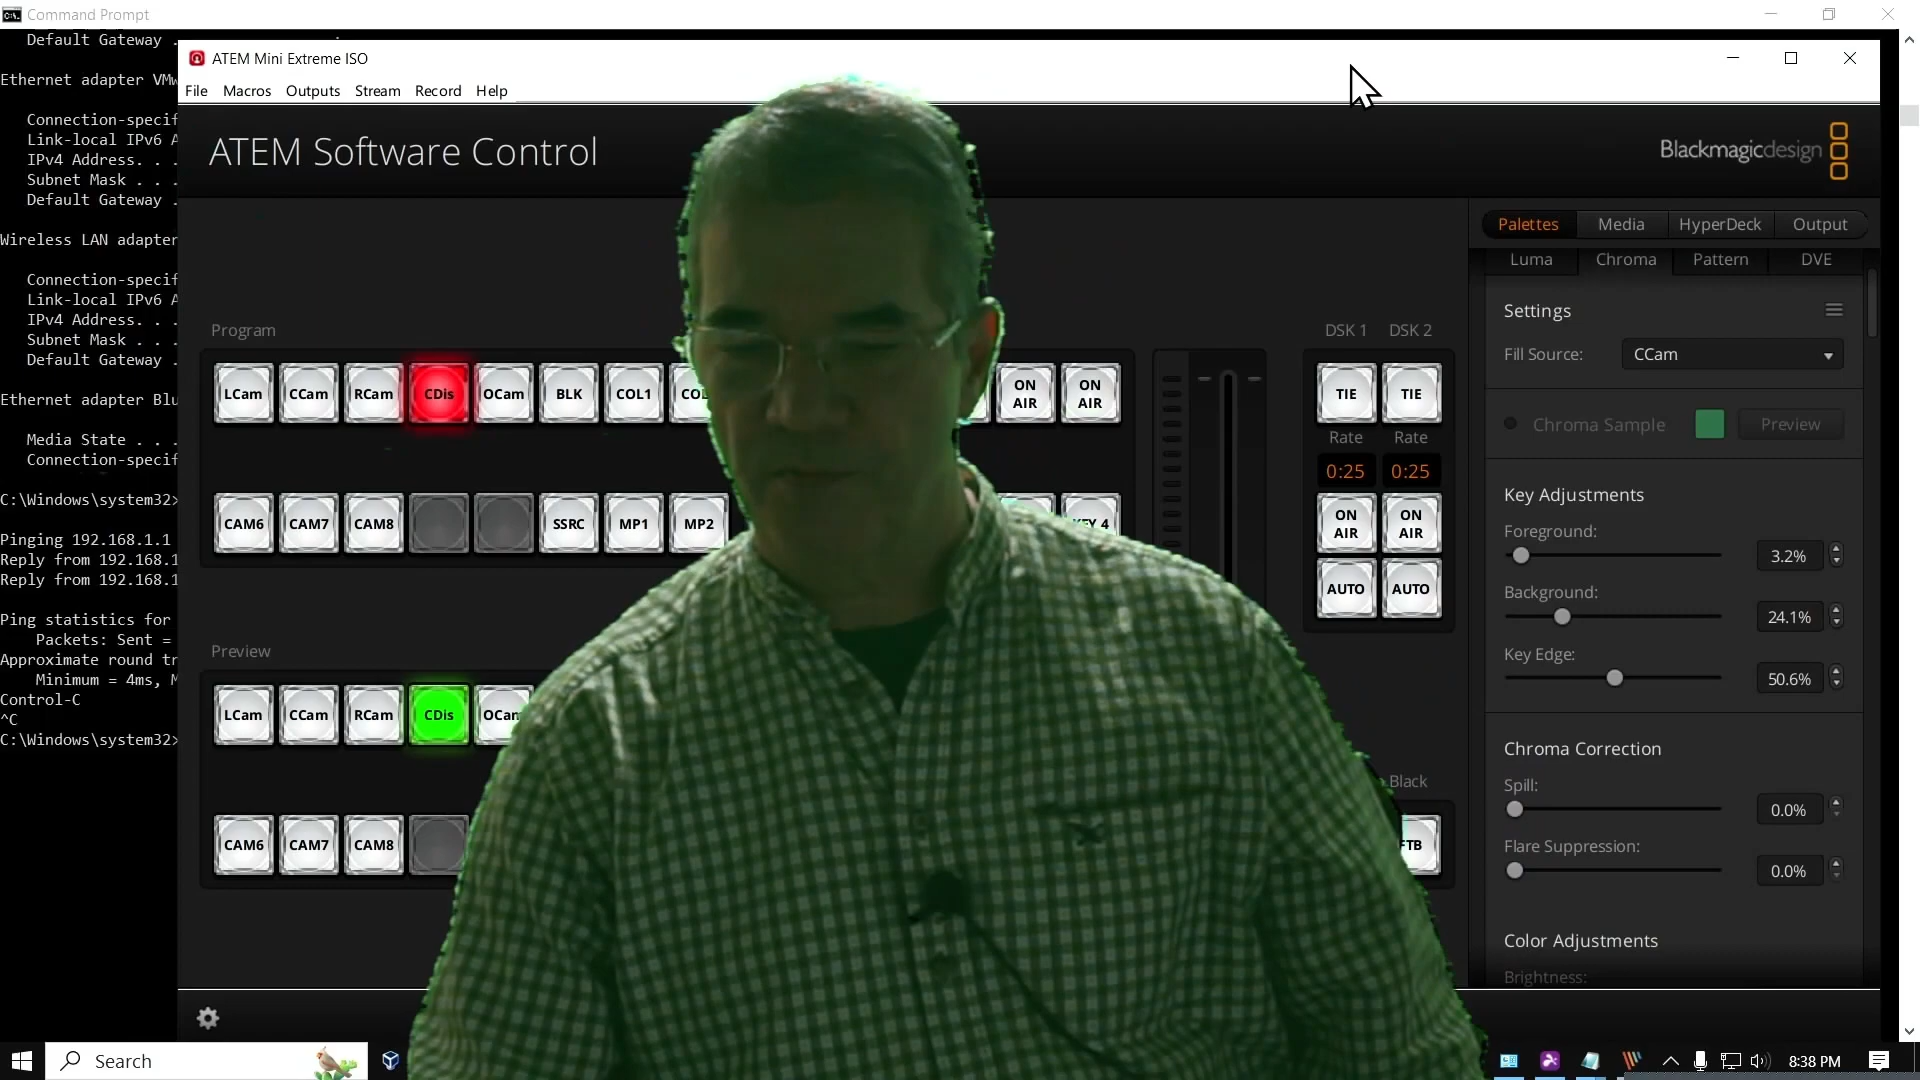 Command Prompt
Default Gateway .
Ethernet adapter VMw
Connection-specif
Link-local IPv6 A
IPv4 Address. . .
Subnet Mask . . .
Default Gateway .
Wireless LAN adapter
Connection-specif
Link-local IPv6 A
IPv4 Address. . .
Subnet Mask . . .
Default Gateway .
Ethernet adapter Blu
Media State . . .
Connection-specif
C:\Windows\system32>
Pinging 192.168.1.1
Reply from 192.168.1
Reply from 192.168.1
Ping statistics for
Packets: Sent =
Approximate round tr
Minimum = 4ms, M
Control-C
^C
C:\Windows\system32>
ATEM Mini Extreme ISO
File Macros Outputs Stream Record Help
ATEM Software Control
Blackmagicdesign
Program
LCam CCam RCam CDis OCam BLK COL1 COL ON AIR ON AIR
CAM6 CAM7 CAM8 SSRC MP1 MP2 KEY 4
Preview
LCam CCam RCam CDis OCam
CAM6 CAM7 CAM8
DSK 1 DSK 2
TIE TIE
Rate Rate
0:25 0:25
ON AIR ON AIR
AUTO AUTO
Black
FTB
Palettes Media HyperDeck Output
Luma Chroma Pattern DVE
Settings
Fill Source: CCam
Chroma Sample Preview
Key Adjustments
Foreground:
3.2%
Background:
24.1%
Key Edge:
50.6%
Chroma Correction
Spill:
0.0%
Flare Suppression:
0.0%
Color Adjustments
Brightness:
Search
8:38 PM